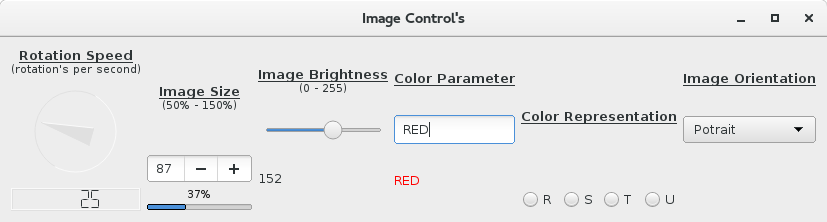 Image Control's
Rotation Speed
(rotation's per second)
25
Image Size
(50% - 150%)
87
37%
Image Brightness
(0 - 255)
152
Color Parameter
RED
RED
Color Representation
R S T U
Image Orientation
Potrait